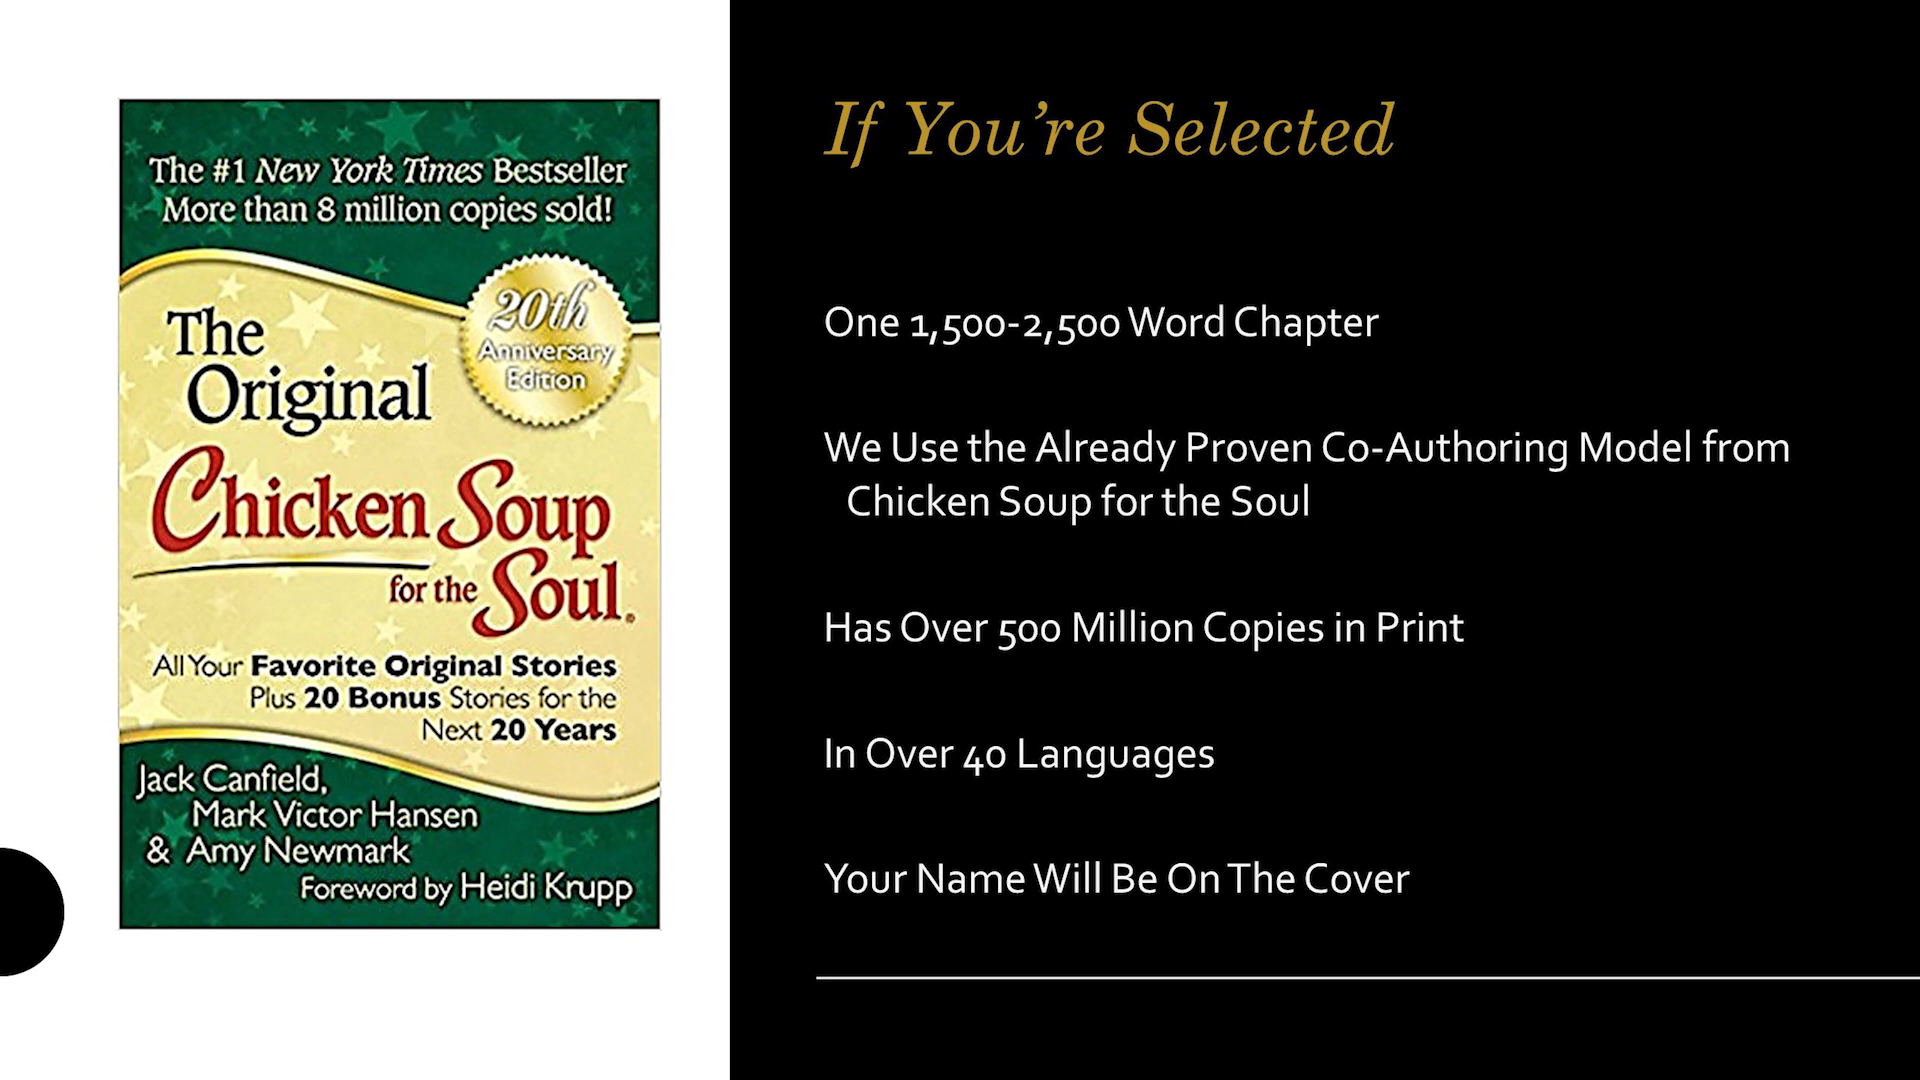 The #1 New York Times Bestseller
More than 8 million copies sold!
20th
Anniversary
Edition
The
Original
Chicken Soup
for the Soul®
All Your Favorite Original Stories
Plus 20 Bonus Stories for the
Next 20 Years
Jack Canfield,
Mark Victor Hansen
& Amy Newmark
Foreword by Heidi Krupp
If You’re Selected
One 1,500-2,500 Word Chapter
We Use the Already Proven Co-Authoring Model from
Chicken Soup for the Soul
Has Over 500 Million Copies in Print
In Over 40 Languages
Your Name Will Be On The Cover